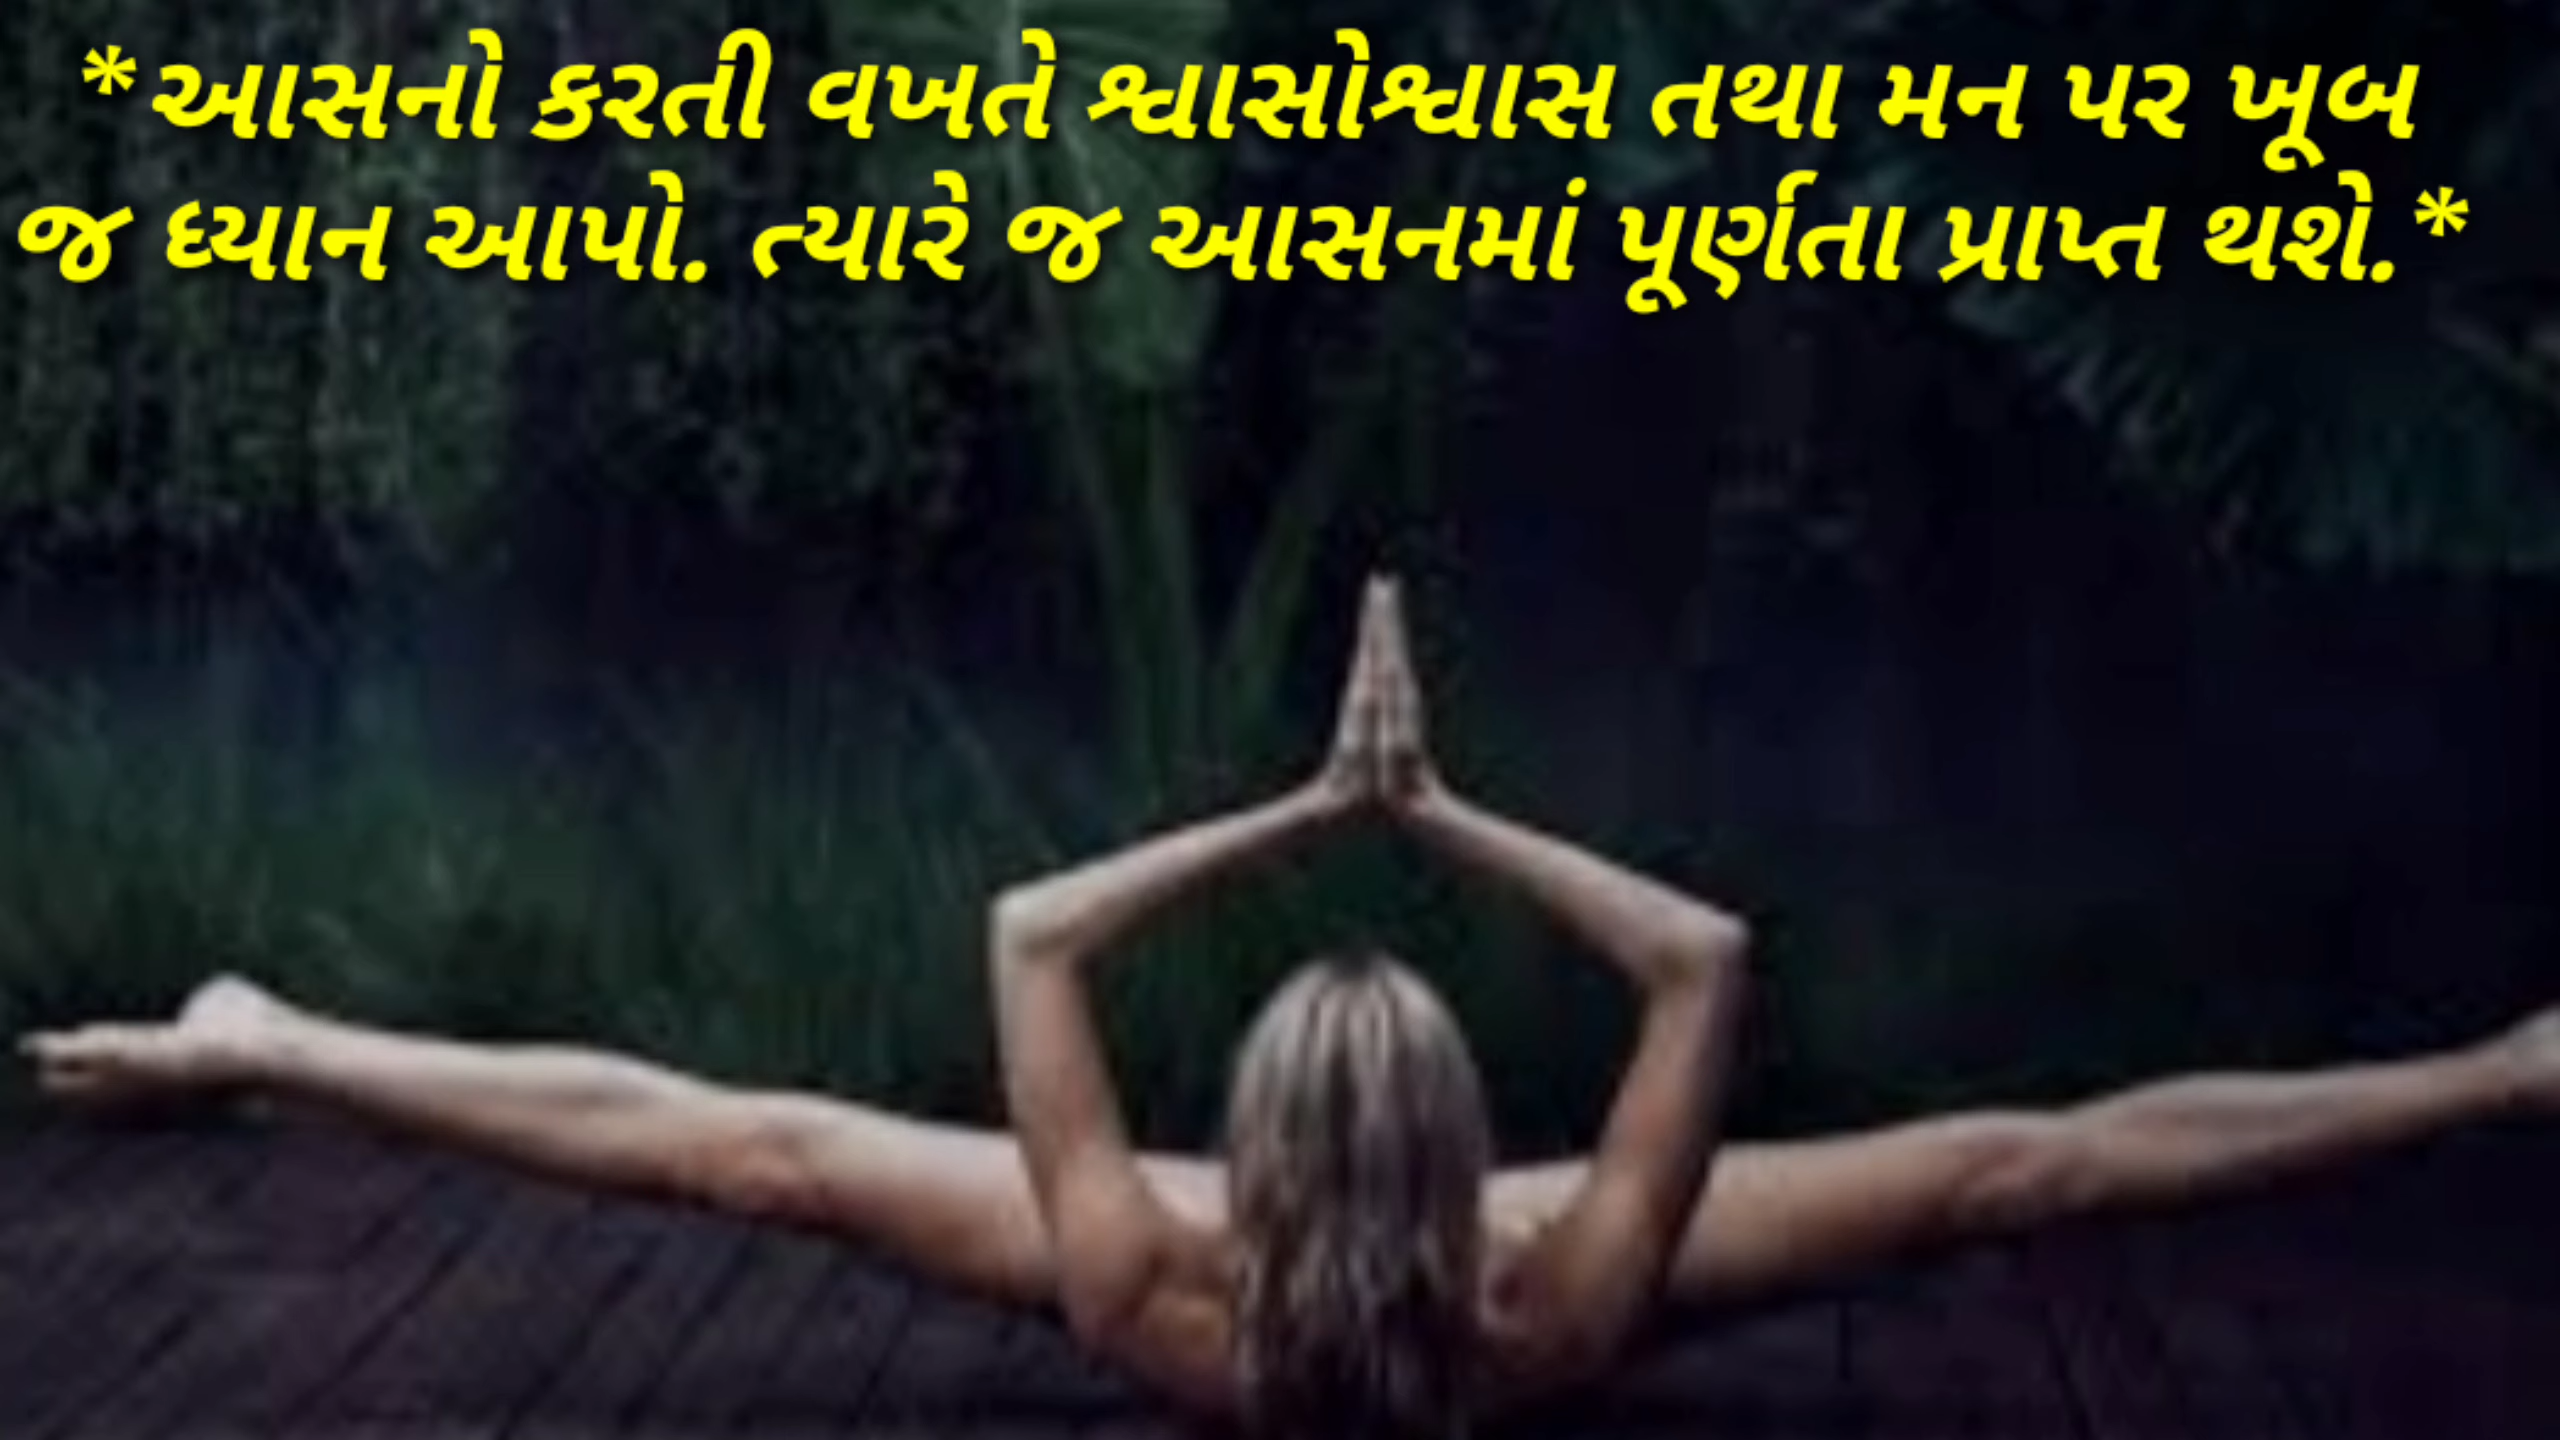 *આસનો કરતી વખતે શ્વાસોશ્વાસ તથા મન પર ખૂબ
જ ધ્યાન આપો. ત્યારે જ આસનમાં પૂર્ણતા પ્રાપ્ત થશે.*